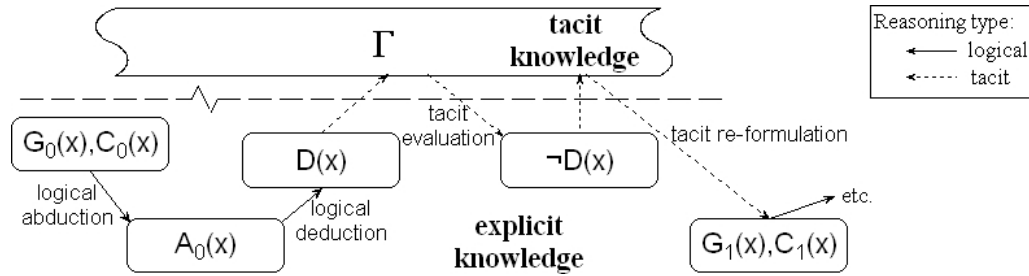 Γ
tacit
knowledge
Reasoning type:
logical
tacit
G₀(x),C₀(x)
logical
abduction
A₀(x)
logical
deduction
D(x)
tacit
evaluation
¬D(x)
tacit re-formulation
explicit
knowledge
G₁(x),C₁(x)
etc.